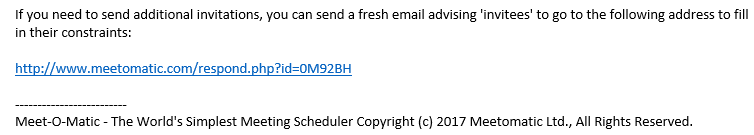 If you need to send additional invitations, you can send a fresh email advising 'invitees' to go to the following address to fill
in their constraints:
http://www.meetomatic.com/respond.php?id=0M92BH
-------------------------
Meet-O-Matic - The World's Simplest Meeting Scheduler Copyright (c) 2017 Meetomatic Ltd., All Rights Reserved.